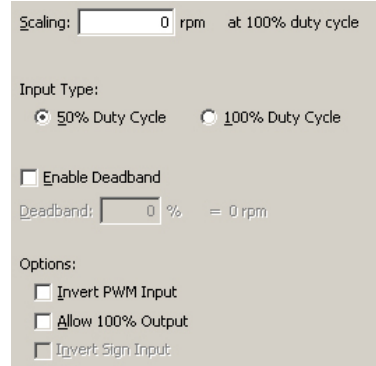 Scaling: 0 rpm at 100% duty cycle
Input Type:
50% Duty Cycle 100% Duty Cycle
Enable Deadband
Deadband: 0 % = 0 rpm
Options:
Invert PWM Input
Allow 100% Output
Invert Sign Input